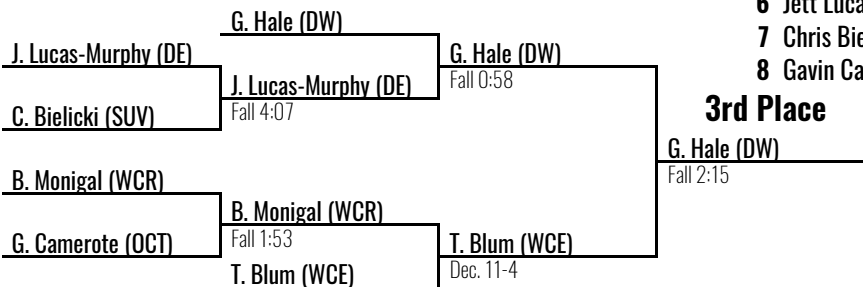 G. Hale (DW)
J. Lucas-Murphy (DE)
J. Lucas-Murphy (DE)
Fall 4:07
C. Bielicki (SUV)
G. Hale (DW)
Fall 0:58
B. Monigal (WCR)
B. Monigal (WCR)
Fall 1:53
G. Camerote (OCT)
T. Blum (WCE)
T. Blum (WCE)
Dec. 11-4
6 Jett
7 Chris
8 Gavin
3rd Place
G. Hale (DW)
Fall 2:15